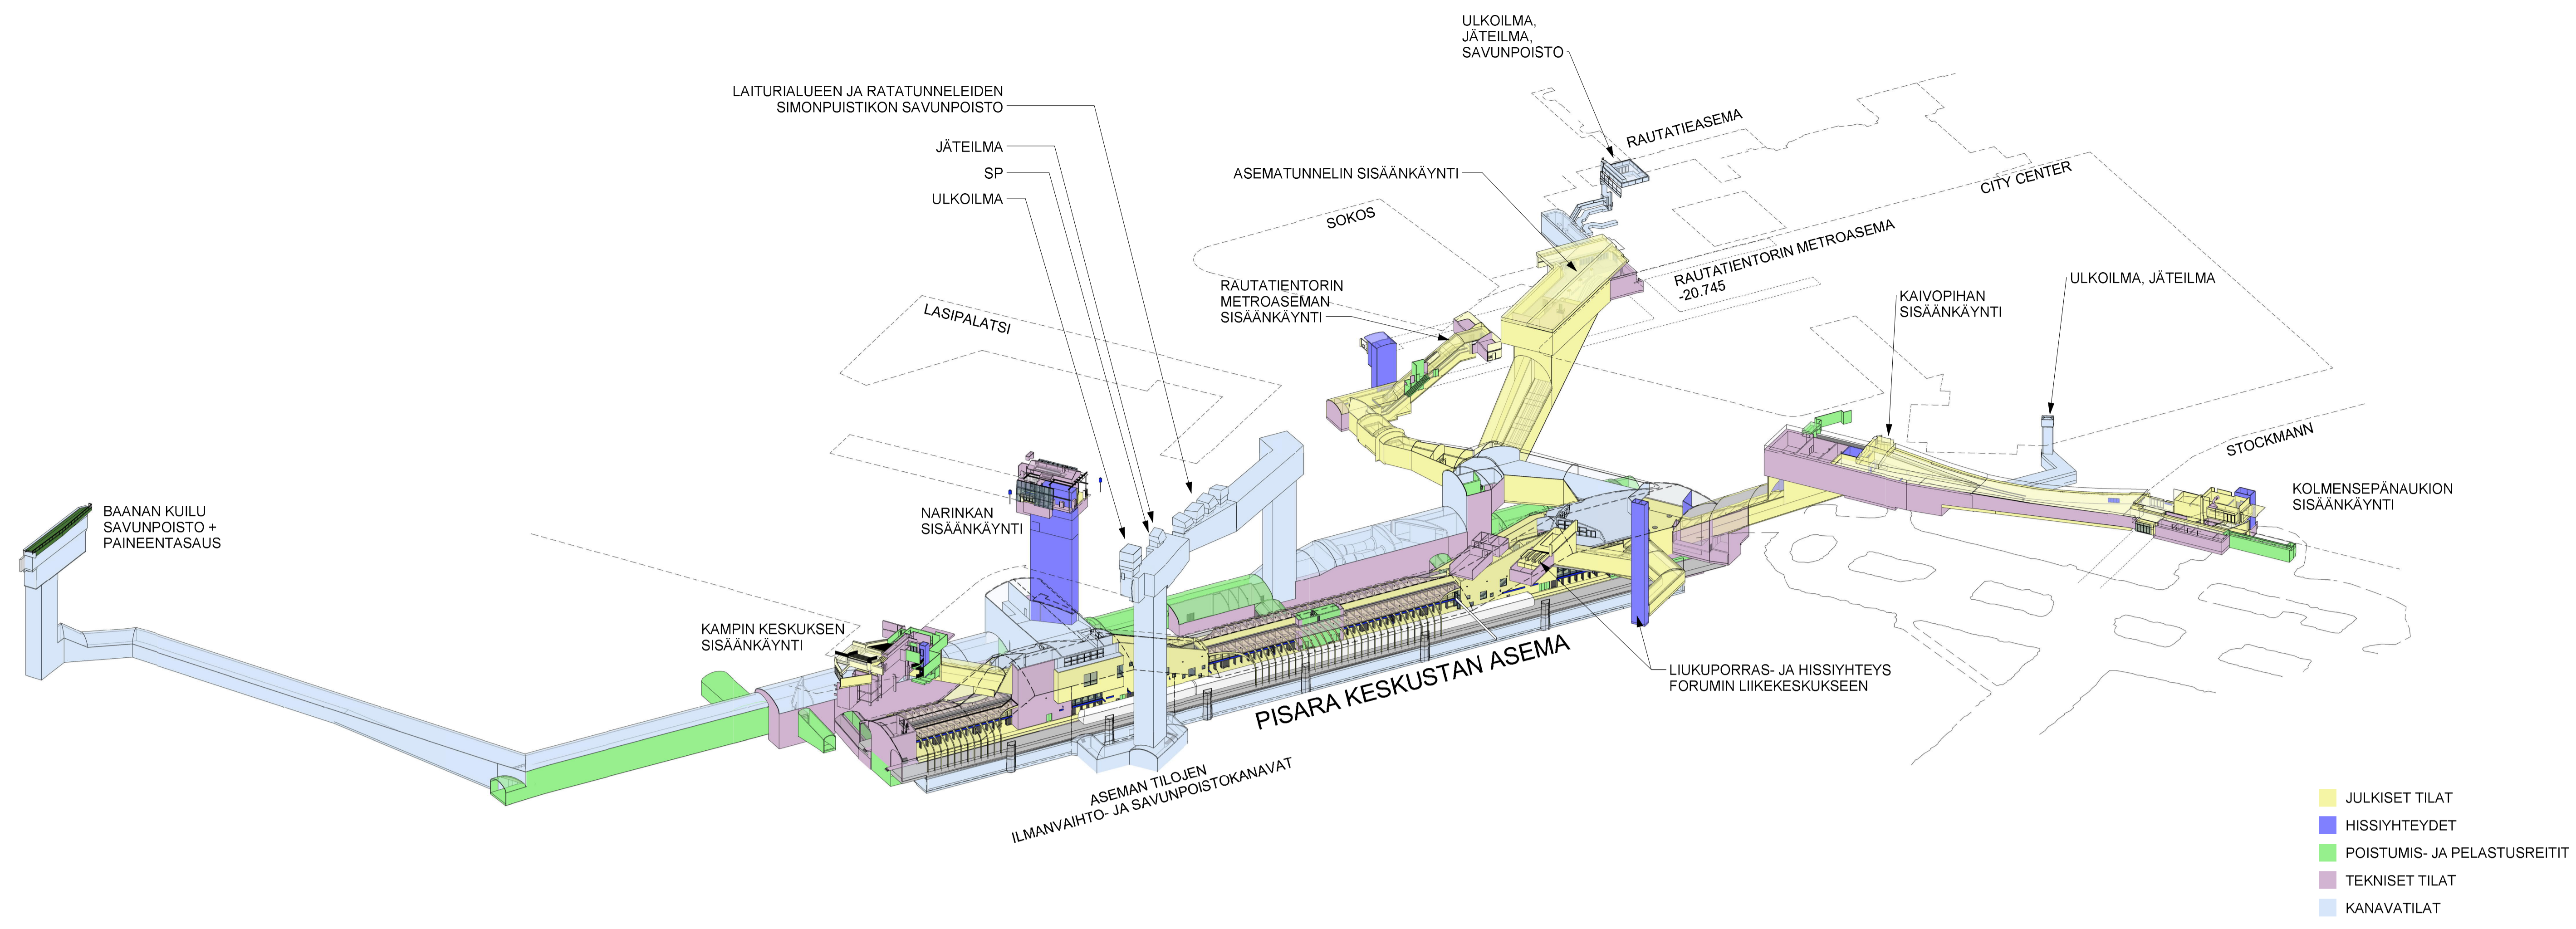 ULKOILMA,
JÄTEILMA,
SAVUNPOISTO
LAITURIALUEEN JA RATATUNNELEIDEN
SIMONPUISTIKON SAVUNPOISTO
JÄTEILMA
SP
ULKOILMA
RAUTATIEASEMA
ASEMATUNNELIN SISÄÄNKÄYNTI
CITY CENTER
SOKOS
RAUTATIENTORIN METROASEMA
-20.745
RAUTATIENTORIN
METROASEMAN
SISÄÄNKÄYNTI
ULKOILMA, JÄTEILMA
KAIVOPIHAN
SISÄÄNKÄYNTI
LASIPALATSI
STOCKMANN
KOLMENSEPÄNAUKION
SISÄÄNKÄYNTI
BAANAN KUILU
SAVUNPOISTO +
PAINEENTASAUS
NARINKAN
SISÄÄNKÄYNTI
KAMPIN KESKUKSEN
SISÄÄNKÄYNTI
LIUKUPORRAS- JA HISSIYHTEYS
FORUMIN LIIKEKESKUKSEEN
PISARA KESKUSTAN ASEMA
ASEMAN TILOJEN
ILMANVAIHTO- JA SAVUNPOISTOKANAVAT
JULKISET TILAT
HISSIYHTEYDET
POISTUMIS- JA PELASTUSREITIT
TEKNISET TILAT
KANAVATILAT